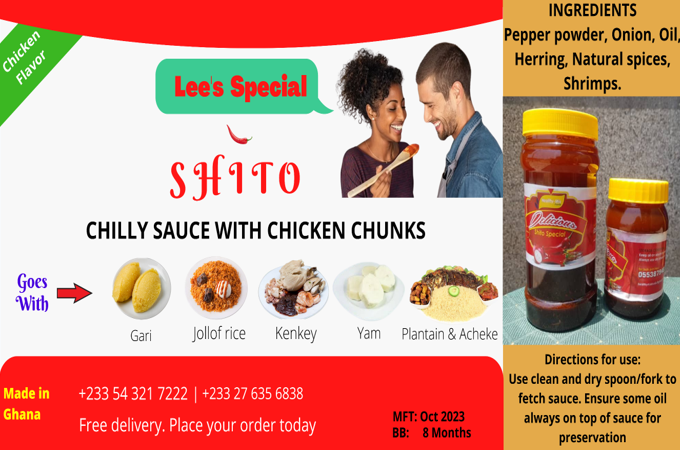 Chicken
Flavor
Lee's Special
SHITO
CHILLY SAUCE WITH CHICKEN CHUNKS
Goes
With
Gari
Jollof rice
Kenkey
Yam
Plantain & Acheke
Made in
Ghana
+233 54 321 7222 | +233 27 635 6838
Free delivery. Place your order today
MFT: Oct 2023
BB: 8 Months
INGREDIENTS
Pepper powder, Onion, Oil,
Herring, Natural spices,
Shrimps.
Delicious
Shito Special
Directions for use:
Use clean and dry spoon/fork to
fetch sauce. Ensure some oil
always on top of sauce for
preservation